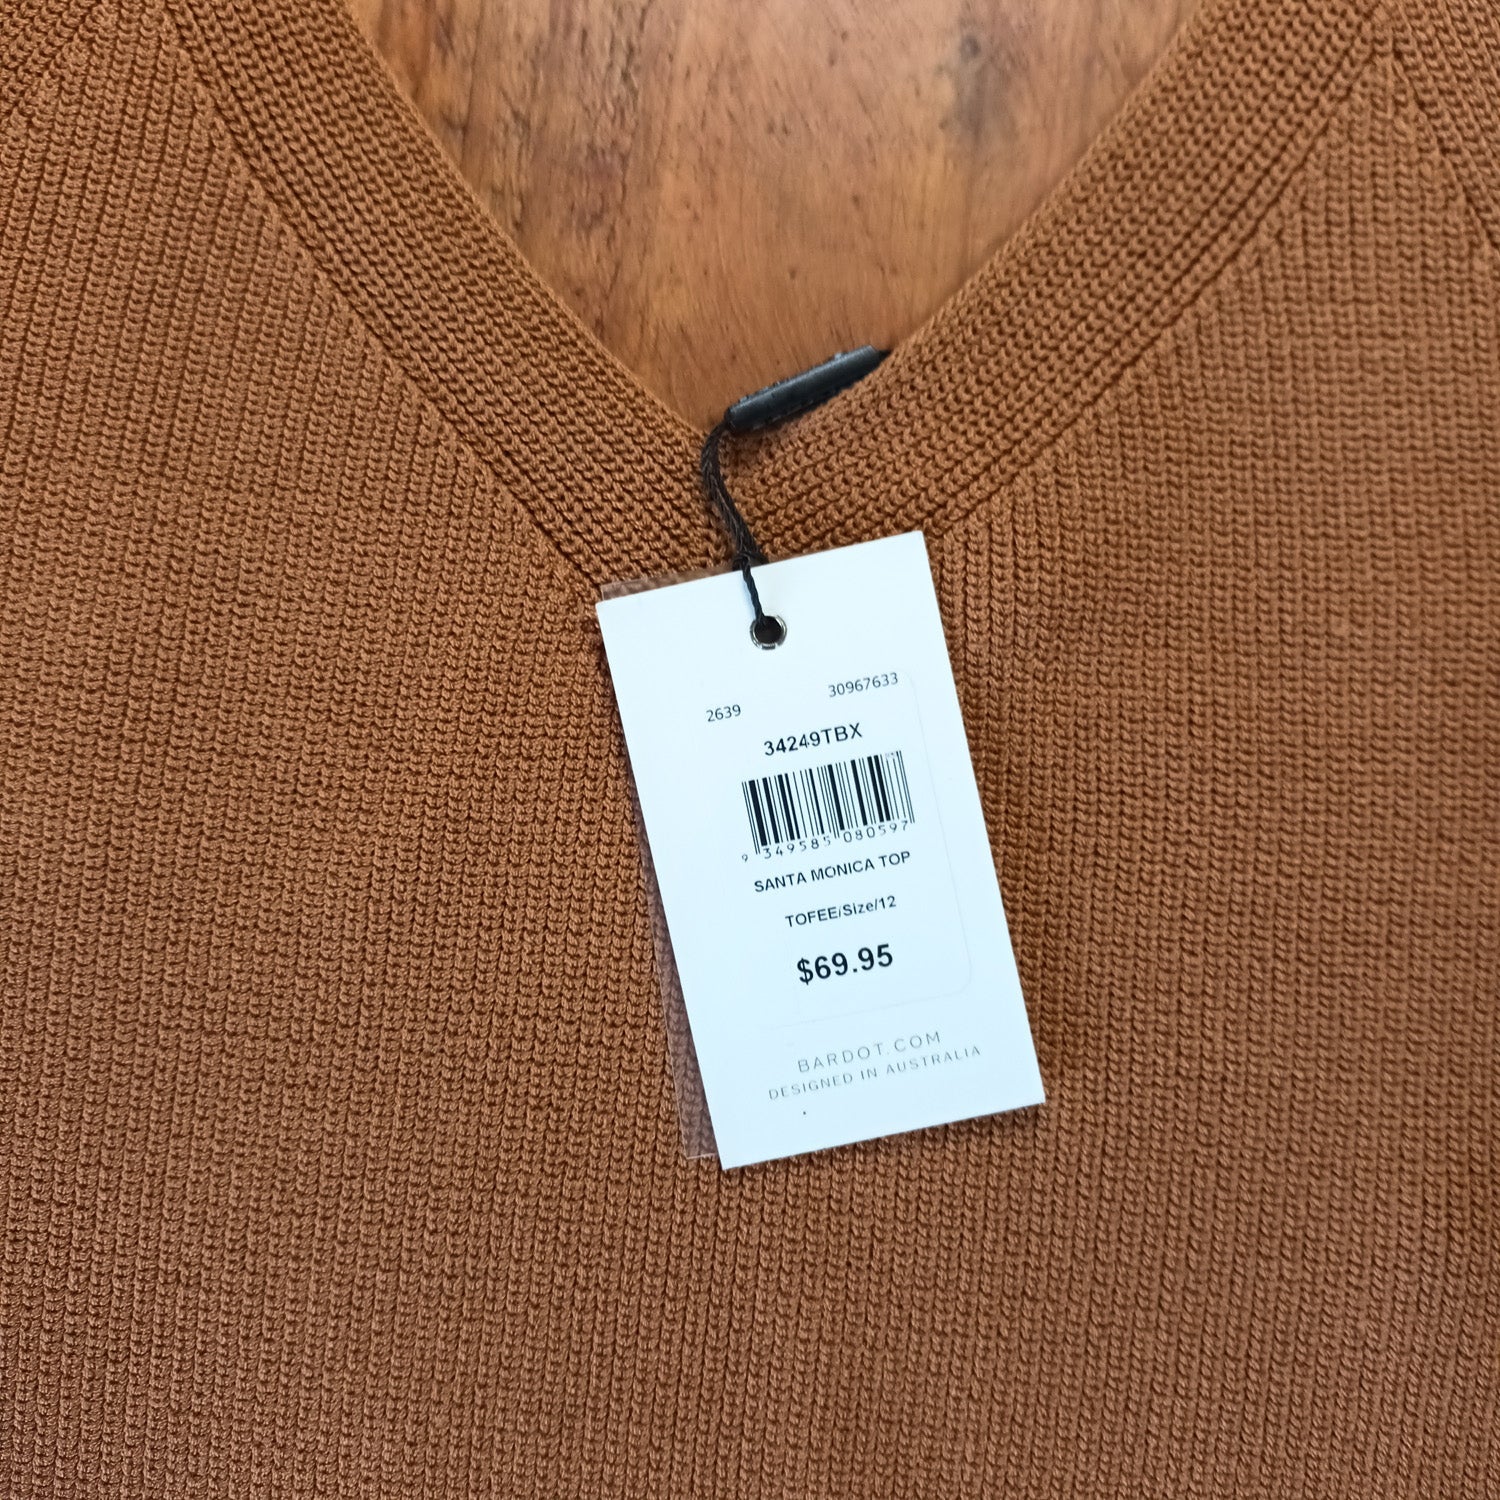 30967633
2639
34249TBX
9 349585 080597
SANTA MONICA TOP
TOFEE/Size/12
$69.95
BARDOT.COM
DESIGNED IN AUSTRALIA